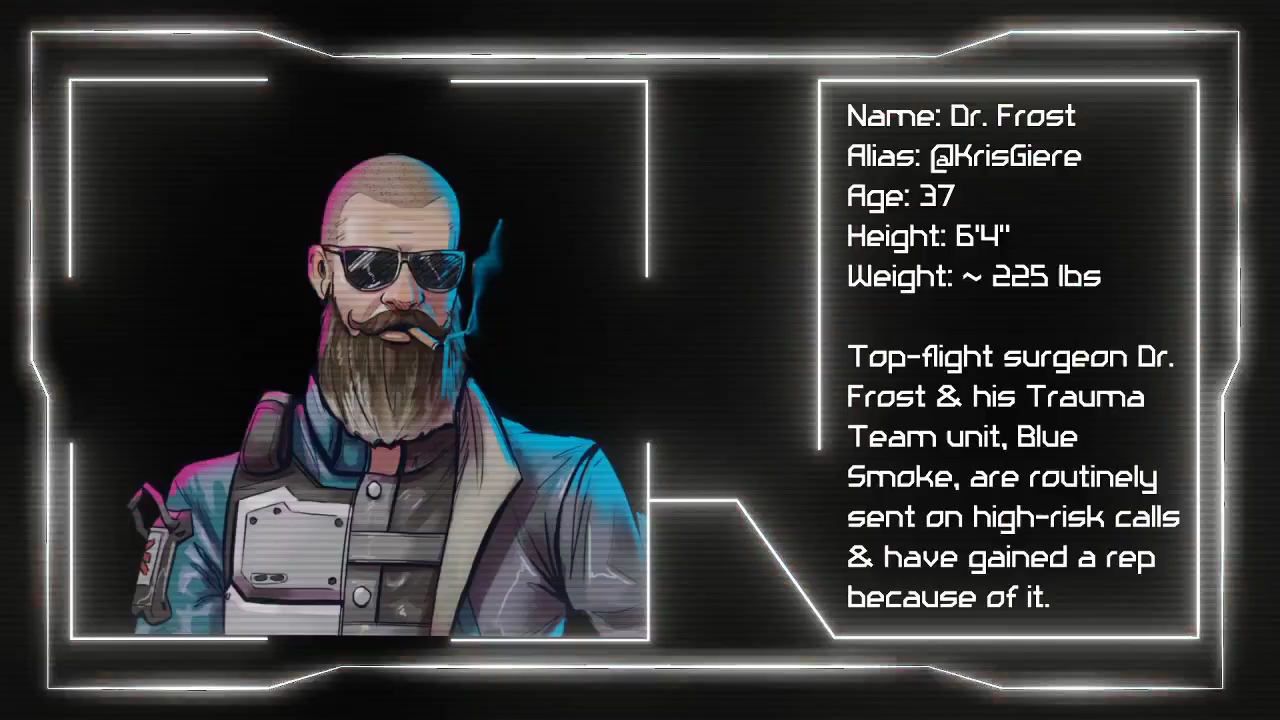 Name: Dr. Frost
Alias: @KrisGiere
Age: 37
Height: 6'4"
Weight: ~ 225 lbs
Top-flight surgeon Dr.
Frost & his Trauma
Team unit, Blue
Smoke, are routinely
sent on high-risk calls
& have gained a rep
because of it.